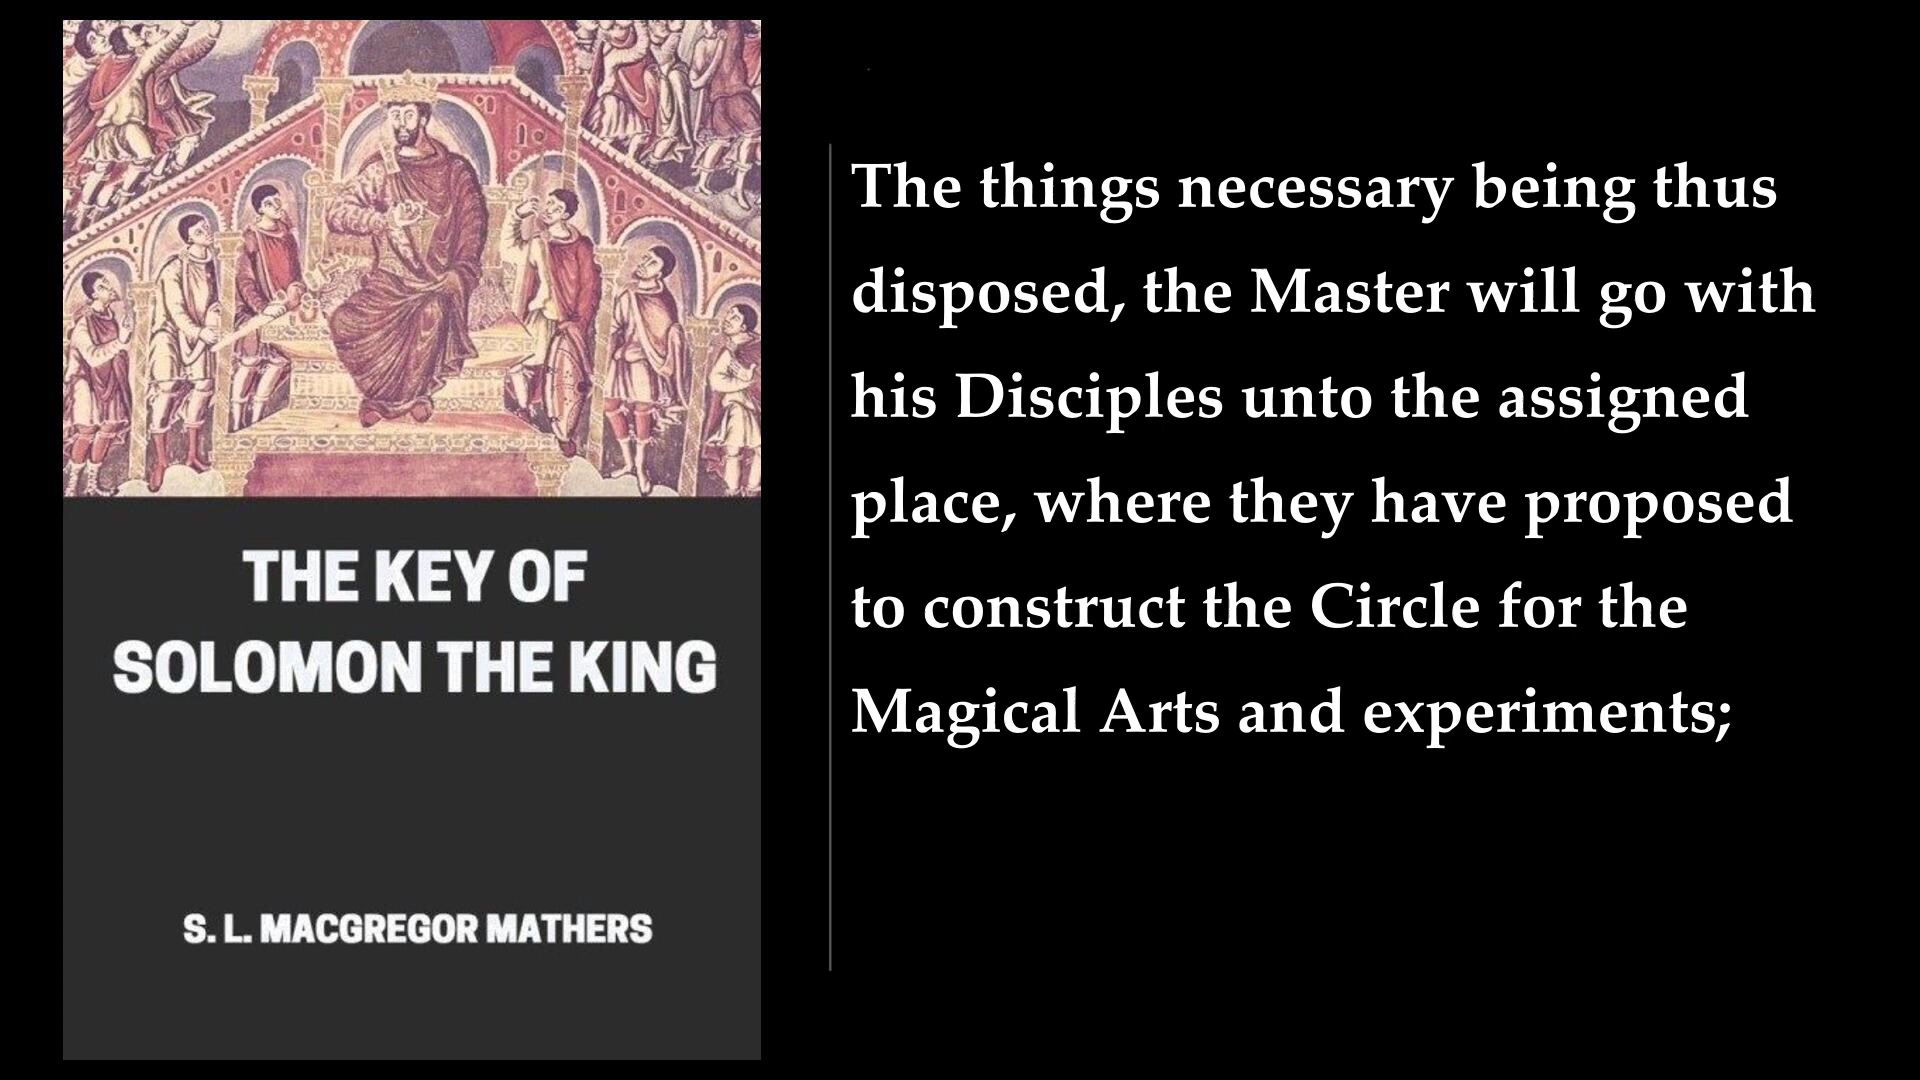 THE KEY OF
SOLOMON THE KING
S. L. MACGREGOR MATHERS
The things necessary being thus
disposed, the Master will go with
his Disciples unto the assigned
place, where they have proposed
to construct the Circle for the
Magical Arts and experiments;